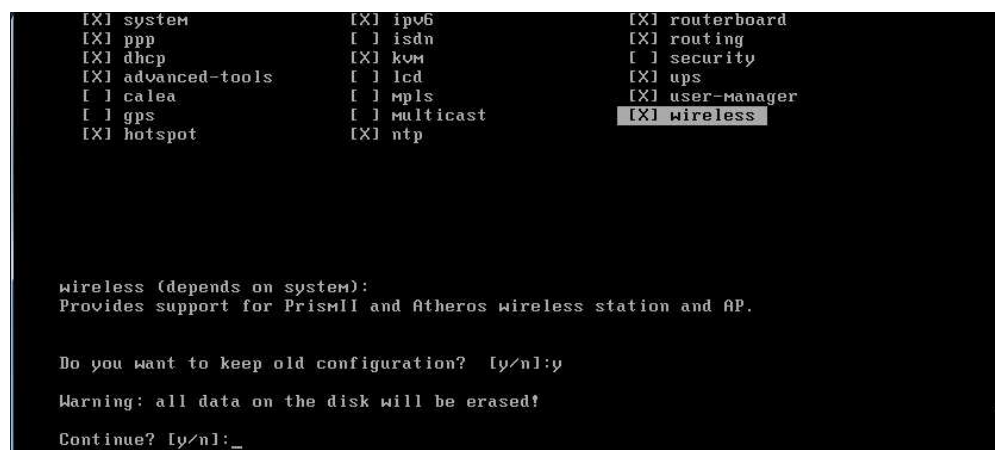 [X] system [X] ipv6 [X] routerboard
[X] ppp [ ] isdn [X] routing
[X] dhcp [X] kvm [ ] security
[X] advanced-tools [ ] lcd [X] ups
[ ] calea [ ] mpls [X] user-manager
[ ] gps [ ] multicast [X] wireless
[X] hotspot [X] ntp
wireless (depends on system):
Provides support for PrismII and Atheros wireless station and AP.
Do you want to keep old configuration? [y/n]:y
Warning: all data on the disk will be erased!
Continue? [y/n]:_